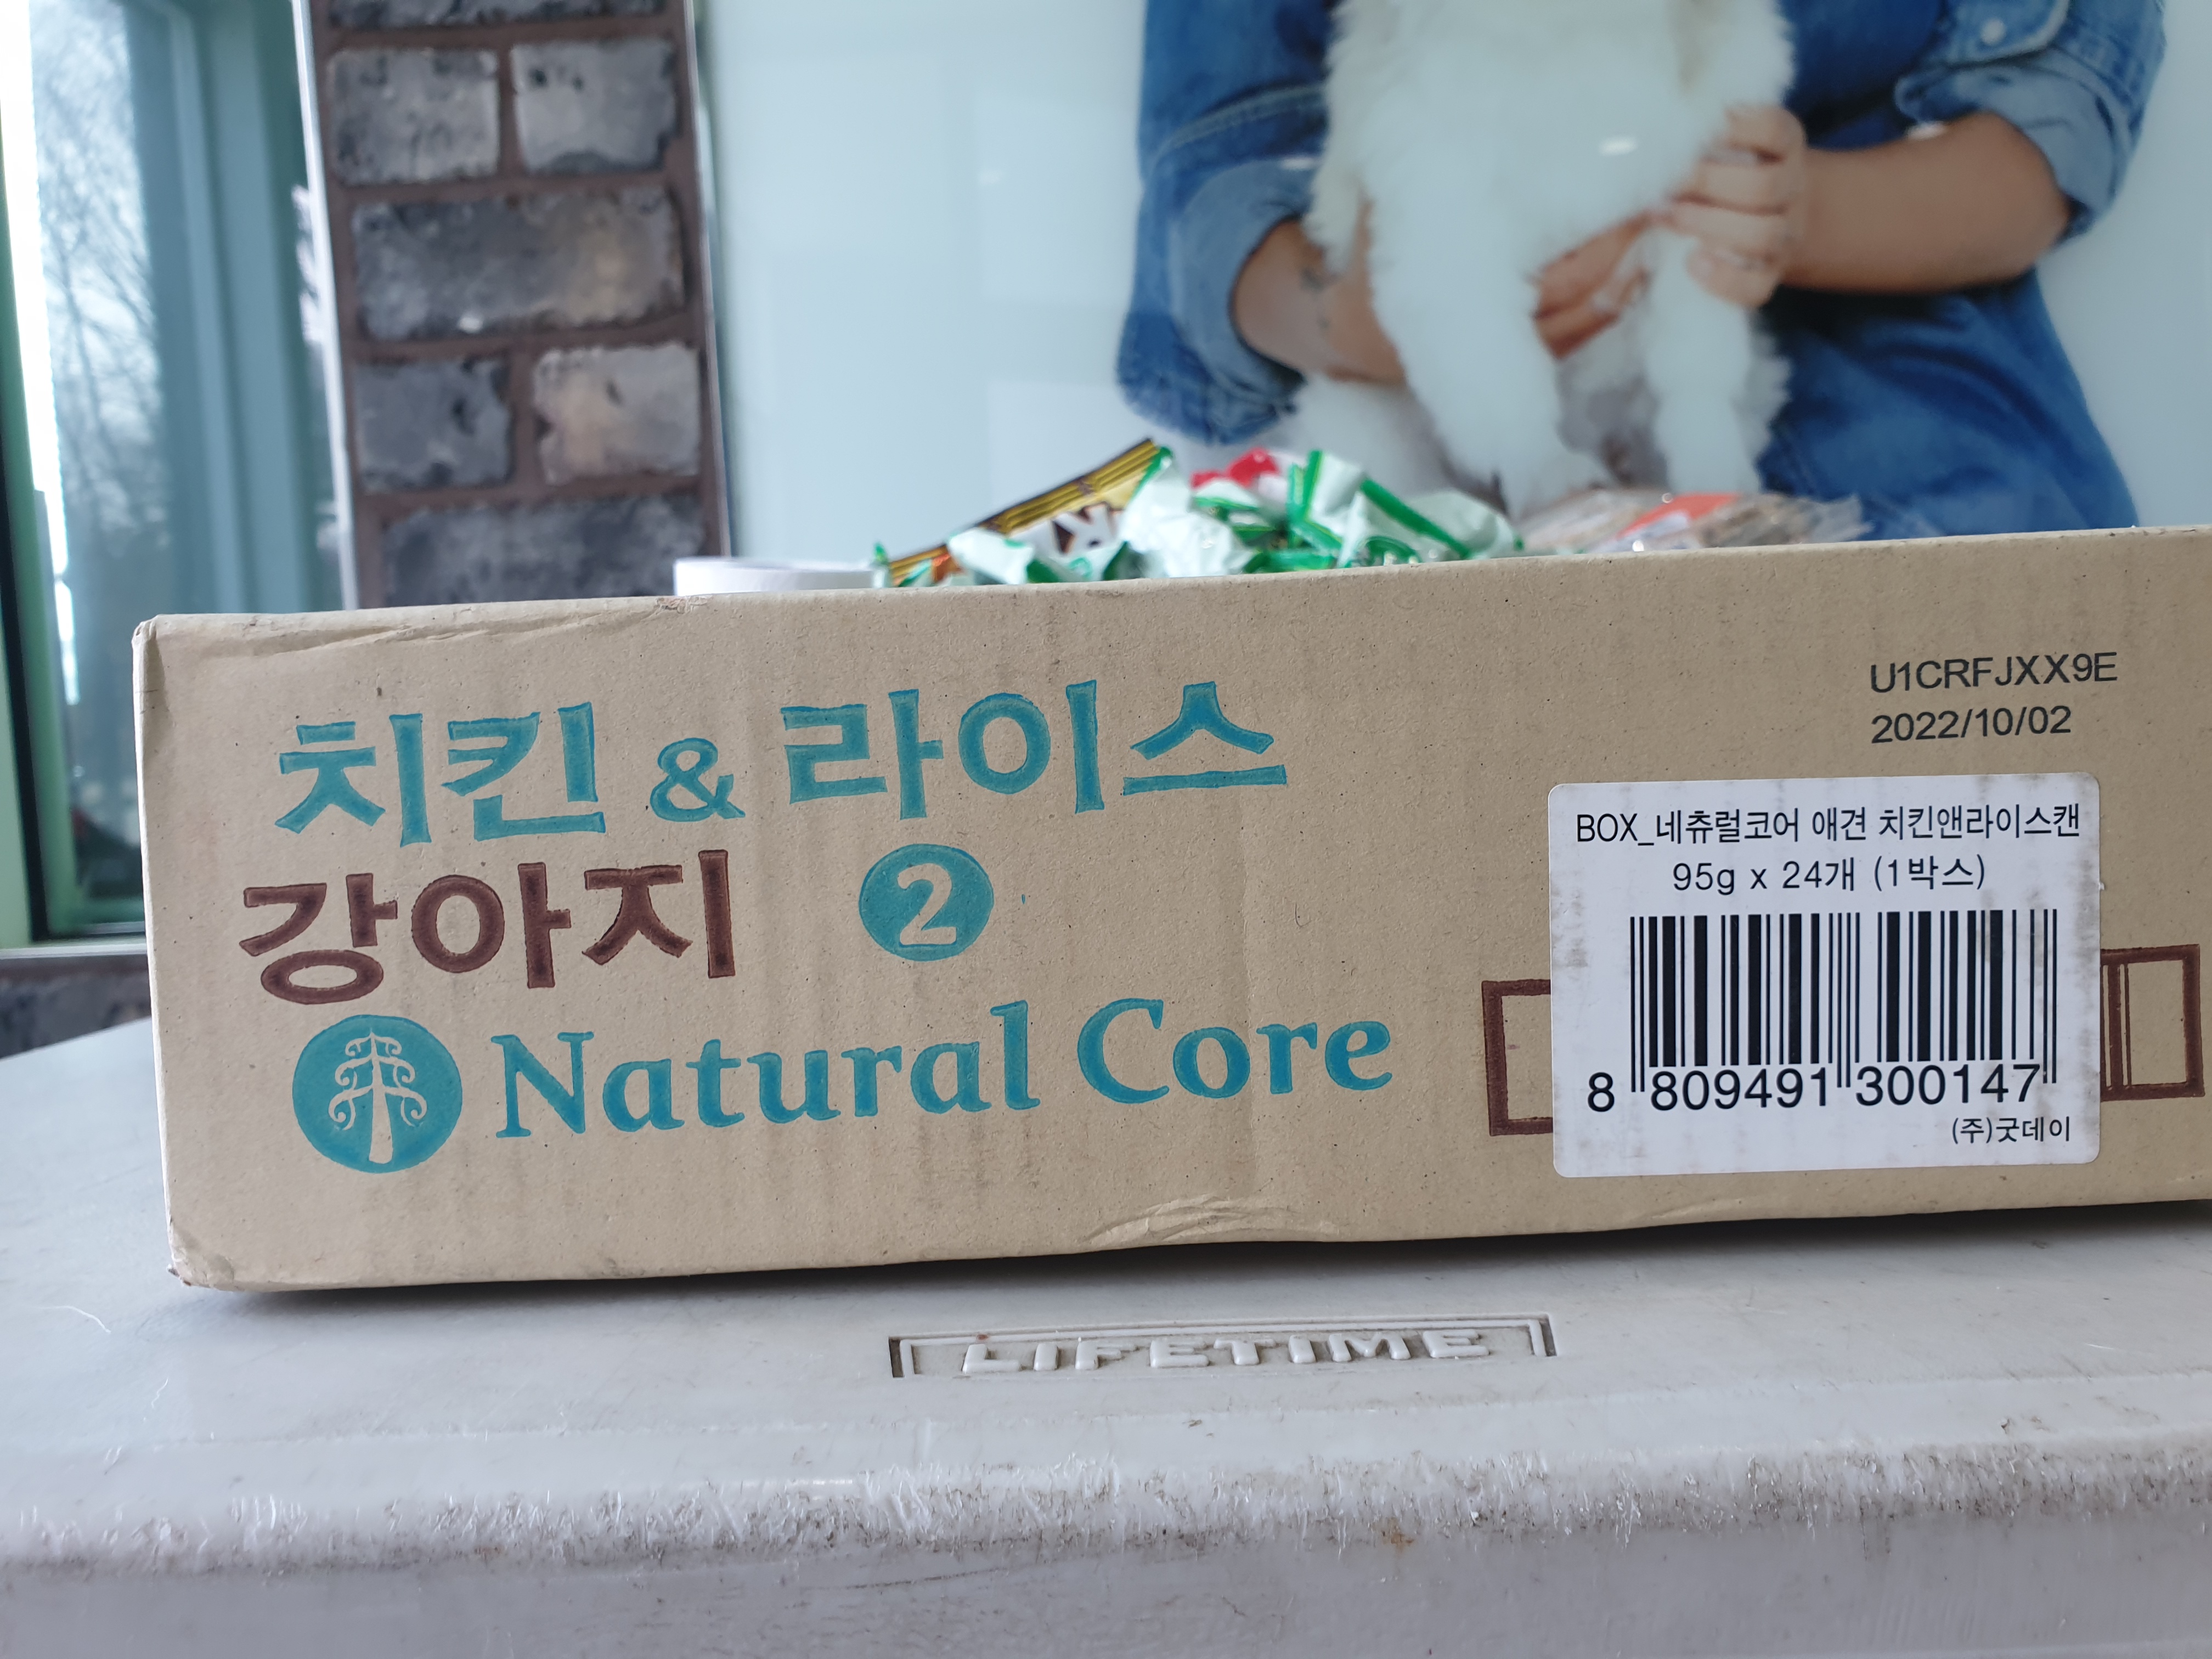 치킨 & 라이스
강아지 2
Natural Core
U1CRFJXX9E
2022/10/02
BOX_네츄럴코어 애견 치킨앤라이스캔
95g x 24개 (1박스)
8 809491 300147
(주)굿데이
LIFETIME